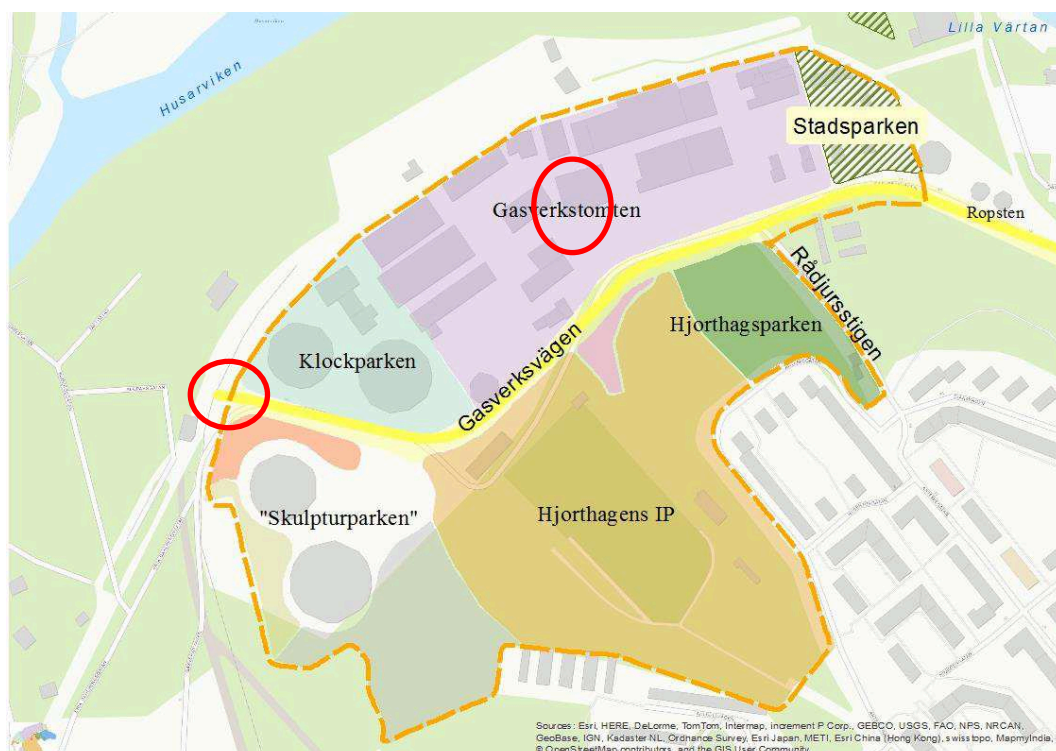 Lilla Värtan
Husarviken
Stadsparken
Gasverkstomten
Ropsten
Rådjursstigen
Hjorthagsparken
Klockparken
Gasverksvägen
"Skulpturparken"
Hjorthagens IP
Sources: Esri, HERE, DeLorme, TomTom, Intermap, increment P Corp., GEBCO, USGS, FAO, NPS, NRCAN,
GeoBase, IGN, Kadaster NL, Ordnance Survey, Esri Japan, METI, Esri China (Hong Kong), swisstopo, MapmyIndia,
© OpenStreetMap contributors, and the GIS User Community